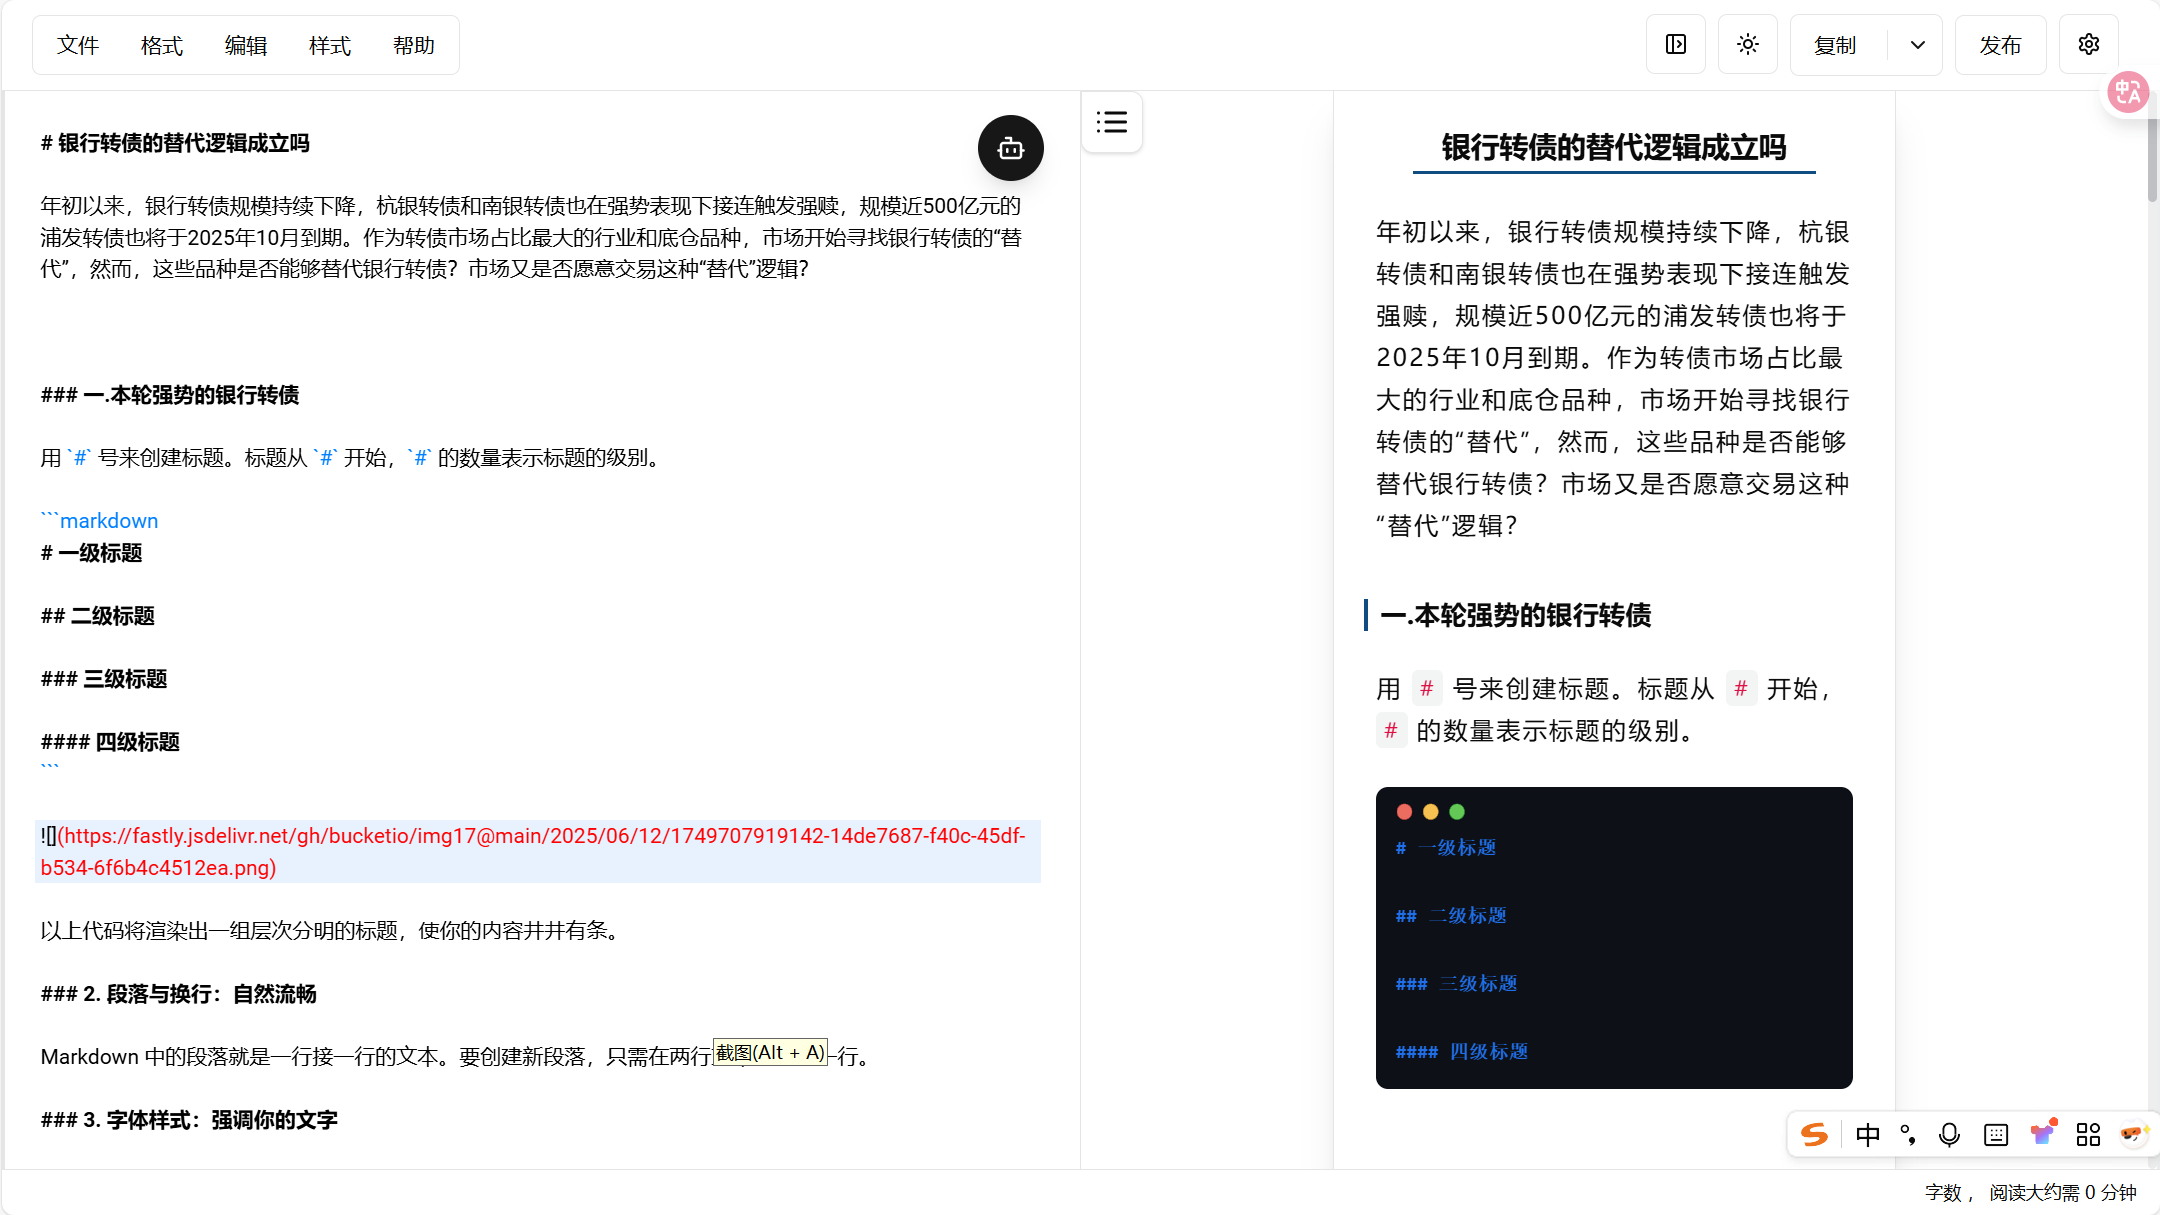 文件 格式 编辑 样式 帮助
复制 发布
# 银行转债的替代逻辑成立吗
年初以来，银行转债规模持续下降，杭银转债和南银转债也在强势表现下接连触发强赎，规模近500亿元的
浦发转债也将于2025年10月到期。作为转债市场占比最大的行业和底仓品种，市场开始寻找银行转债的“替
代”，然而，这些品种是否能够替代银行转债？市场又是否愿意交易这种“替代”逻辑？
### 一.本轮强势的银行转债
用 `#` 号来创建标题。标题从 `#` 开始，`#` 的数量表示标题的级别。
```markdown
# 一级标题
## 二级标题
### 三级标题
#### 四级标题
```
![](https://fastly.jsdelivr.net/gh/bucketio/img17@main/2025/06/12/1749707919142-14de7687-f40c-45df-
b534-6f6b4c4512ea.png)
以上代码将渲染出一组层次分明的标题，使你的内容井井有条。
### 2. 段落与换行：自然流畅
Markdown 中的段落就是一行接一行的文本。要创建新段落，只需在两行
截图(Alt + A)
一行。
### 3. 字体样式：强调你的文字
银行转债的替代逻辑成立吗
年初以来，银行转债规模持续下降，杭银
转债和南银转债也在强势表现下接连触发
强赎，规模近500亿元的浦发转债也将于
2025年10月到期。作为转债市场占比最
大的行业和底仓品种，市场开始寻找银行
转债的“替代”，然而，这些品种是否能够
替代银行转债？市场又是否愿意交易这种
“替代”逻辑？
一.本轮强势的银行转债
用 # 号来创建标题。标题从 # 开始，
# 的数量表示标题的级别。
# 一级标题
## 二级标题
### 三级标题
#### 四级标题
中
字数 ， 阅读大约需 0 分钟